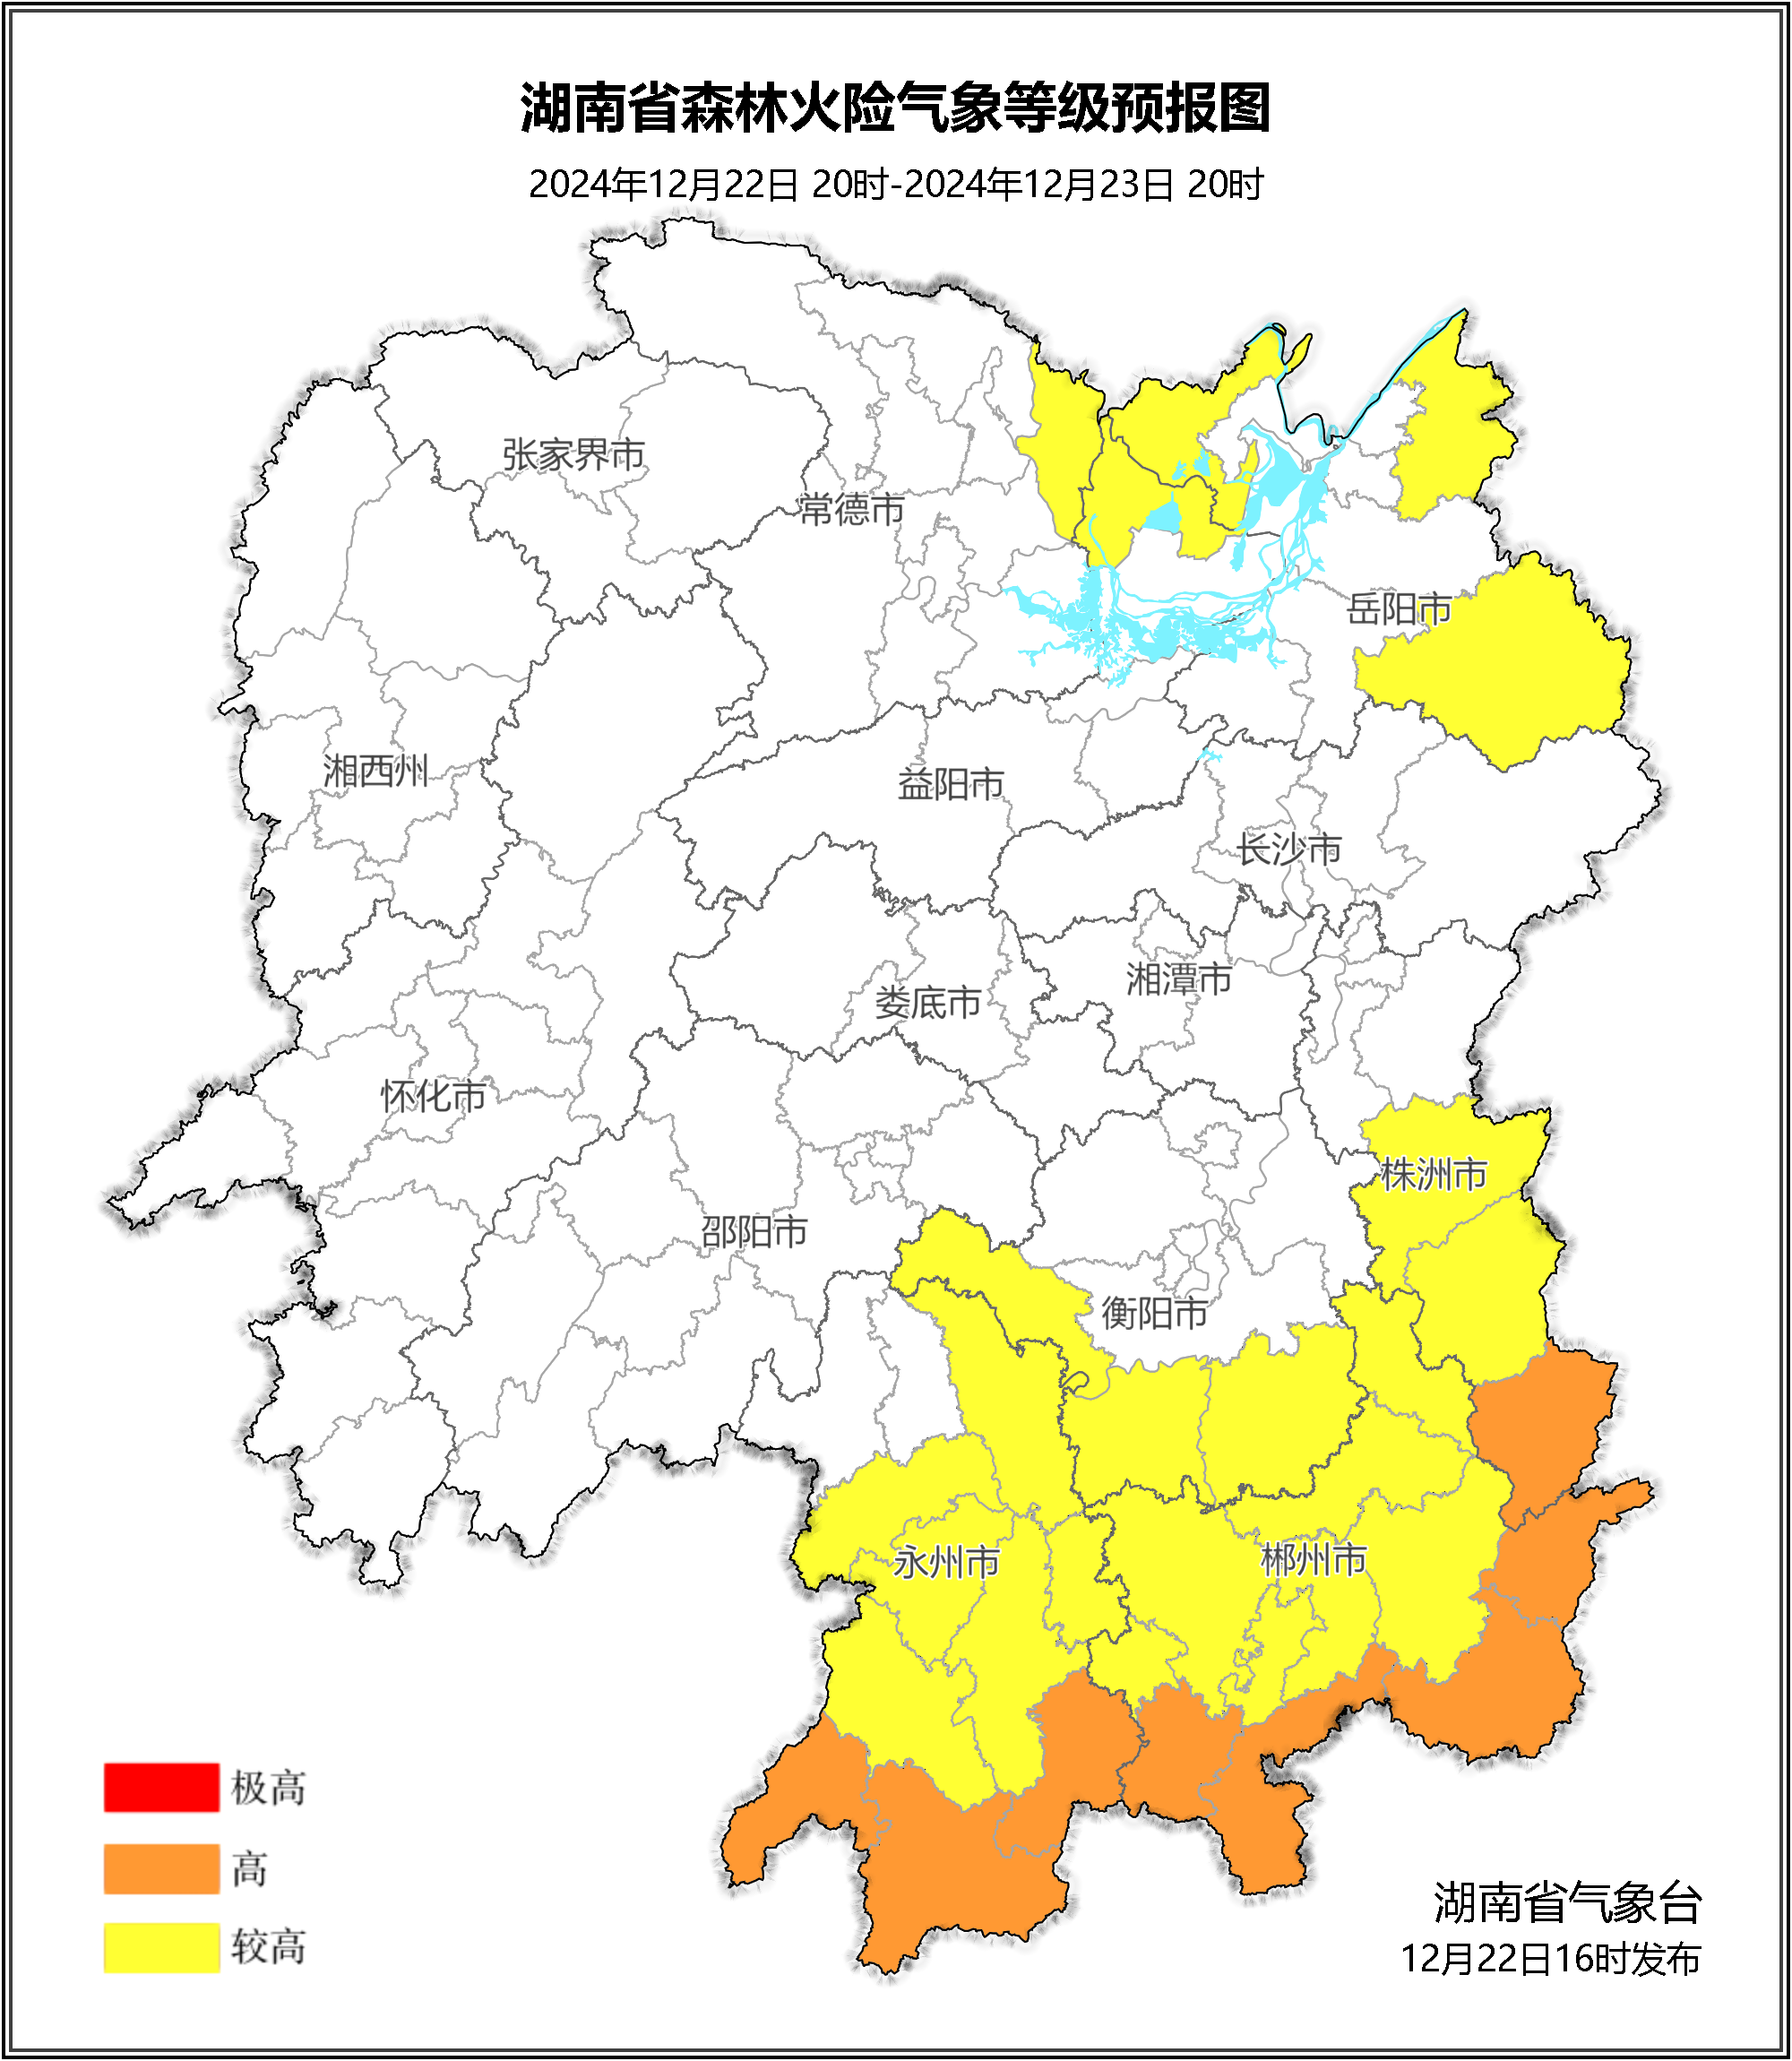 湖南省森林火险气象等级预报图
2024年12月22日 20时-2024年12月23日 20时
张家界市
常德市
岳阳市
湘西州
益阳市
长沙市
湘潭市
娄底市
怀化市
株洲市
邵阳市
衡阳市
永州市
郴州市
极高
高
较高
湖南省气象台
12月22日16时发布